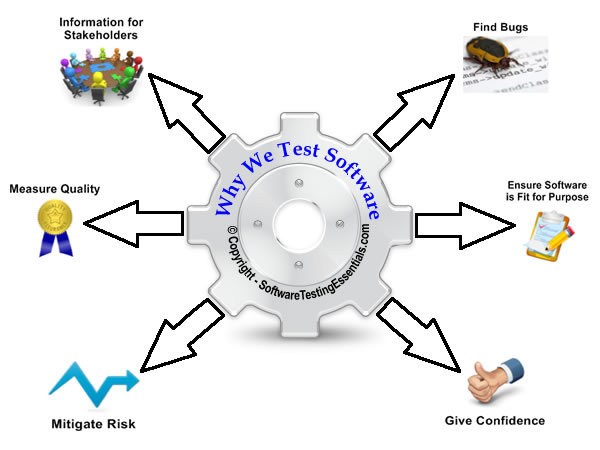 Information for
Stakeholders
Find Bugs
Why We Test Software
Measure Quality
Ensure Software
is Fit for Purpose
© Copyright - SoftwareTestingEssentials.com
Mitigate Risk
Give Confidence